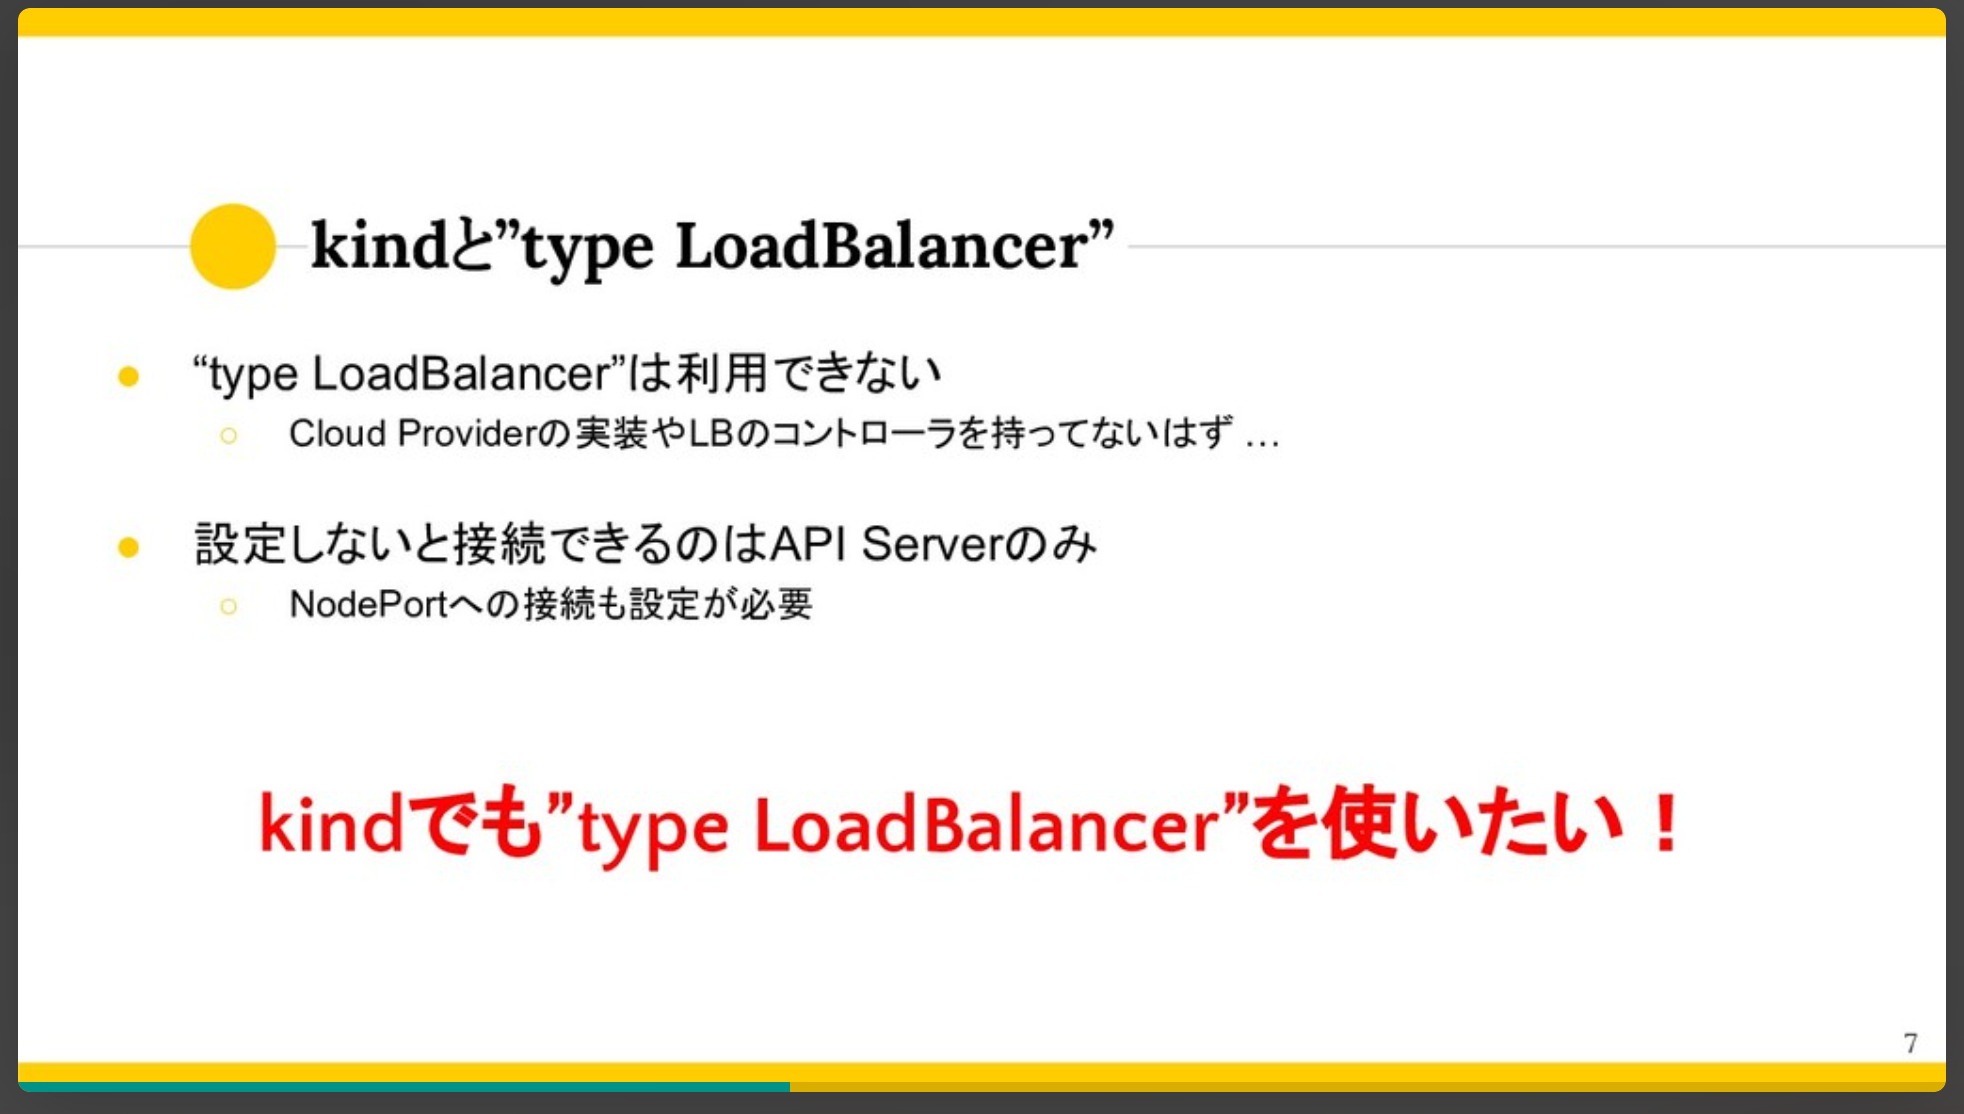 kindと”type LoadBalancer”
“type LoadBalancer”は利用できない
Cloud Providerの実装やLBのコントローラを持ってないはず …
設定しないと接続できるのはAPI Serverのみ
NodePortへの接続も設定が必要
kindでも”type LoadBalancer”を使いたい！
7